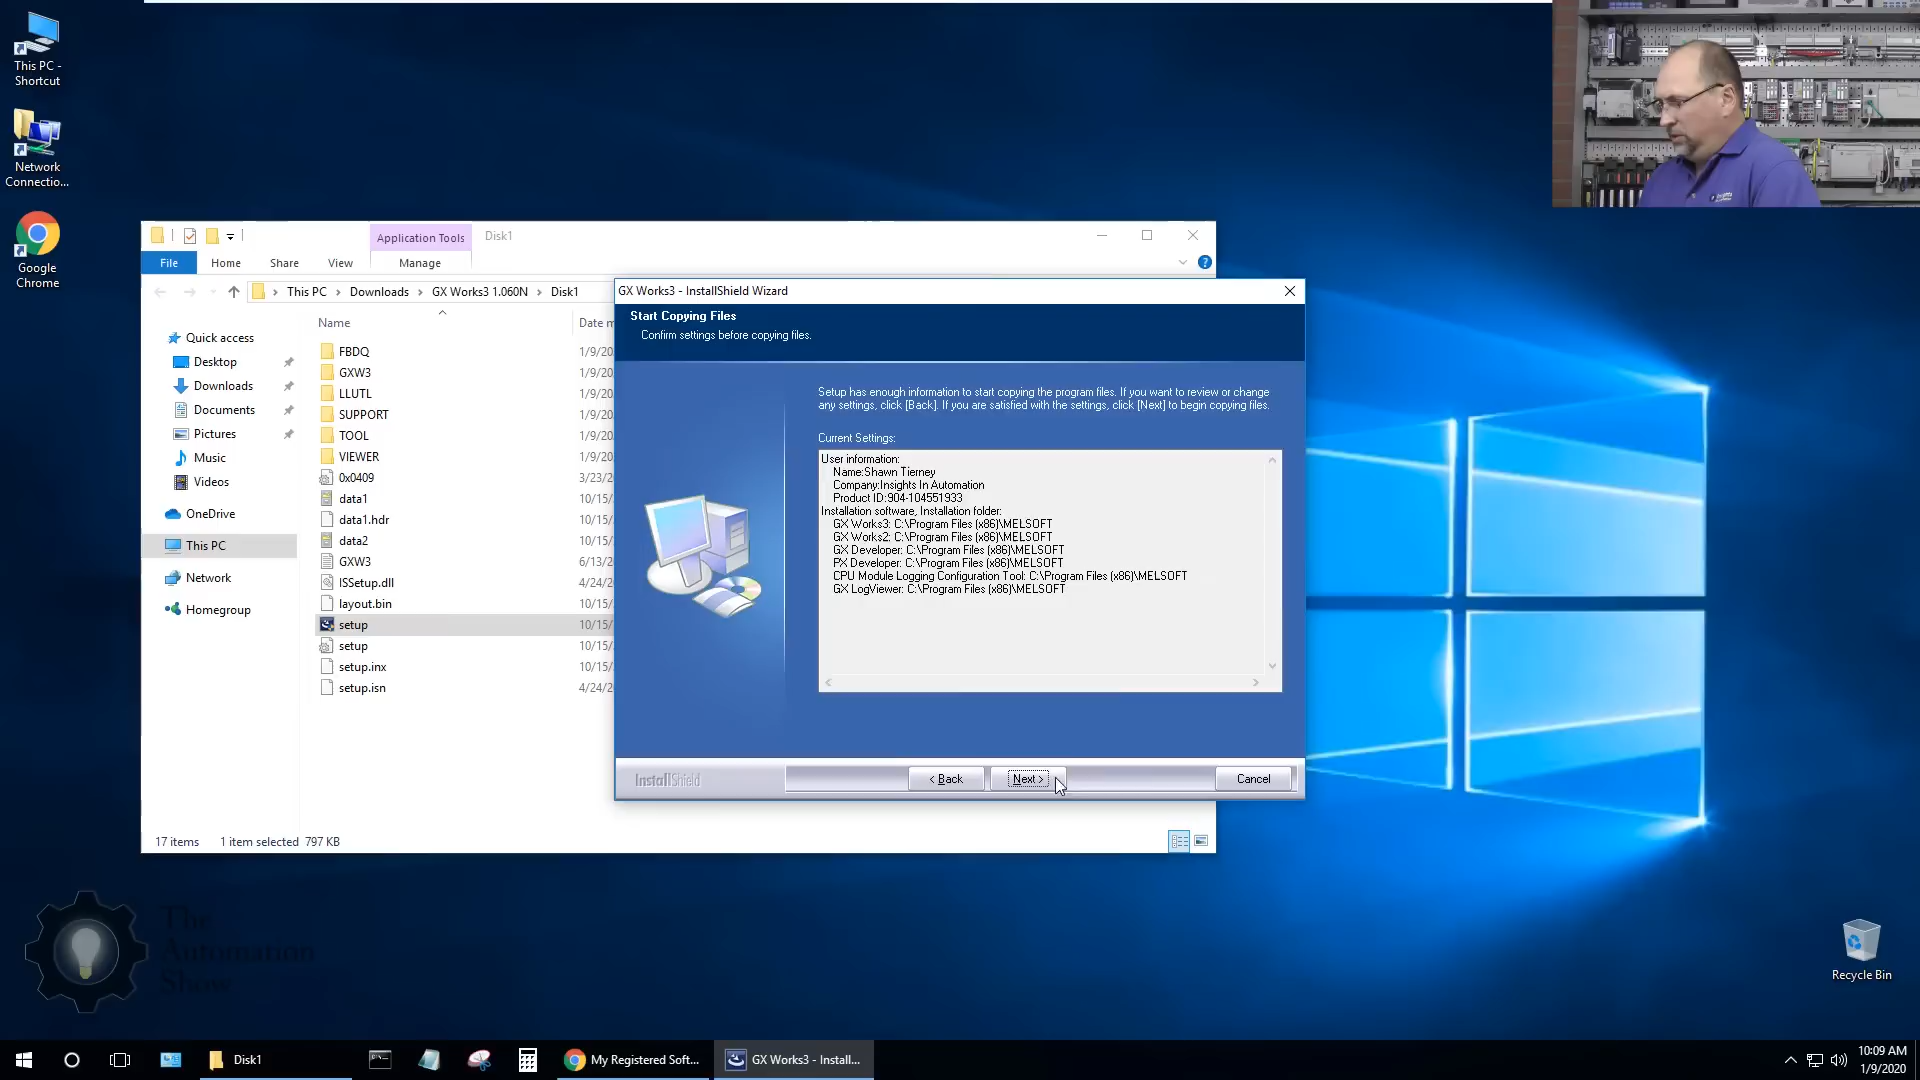 This PC -
Shortcut
Network
Connectio...
Google
Chrome
Application Tools
Disk1
File
Home
Share
View
Manage
This PC
Downloads
GX Works3 1.060N
Disk1
Name
Date m
Quick access
Desktop
Downloads
Documents
Pictures
Music
Videos
OneDrive
This PC
Network
Homegroup
FBDQ
1/9/20
GXW3
1/9/20
LLUTL
1/9/20
SUPPORT
1/9/20
TOOL
1/9/20
VIEWER
1/9/20
0x0409
3/23/2
data1
10/15/
data1.hdr
10/15/
data2
10/15/
GXW3
6/13/2
ISSetup.dll
4/24/2
layout.bin
10/15/
setup
10/15/
setup
10/15/
setup.inx
10/15/
setup.isn
4/24/2
17 items
1 item selected 797 KB
GX Works3 - InstallShield Wizard
Start Copying Files
Confirm settings before copying files.
Setup has enough information to start copying the program files. If you want to review or change
any settings, click [Back]. If you are satisfied with the settings, click [Next] to begin copying files.
Current Settings:
User information:
Name:Shawn Tierney
Company:Insights In Automation
Product ID:904-104551933
Installation software, Installation folder:
GX Works3: C:\Program Files (x86)\MELSOFT
GX Works2: C:\Program Files (x86)\MELSOFT
GX Developer: C:\Program Files (x86)\MELSOFT
PX Developer: C:\Program Files (x86)\MELSOFT
CPU Module Logging Configuration Tool: C:\Program Files (x86)\MELSOFT
GX LogViewer: C:\Program Files (x86)\MELSOFT
InstallShield
< Back
Next >
Cancel
The
Automation
Show
Recycle Bin
Disk1
My Registered Soft...
GX Works3 - Install...
10:09 AM
1/9/2020